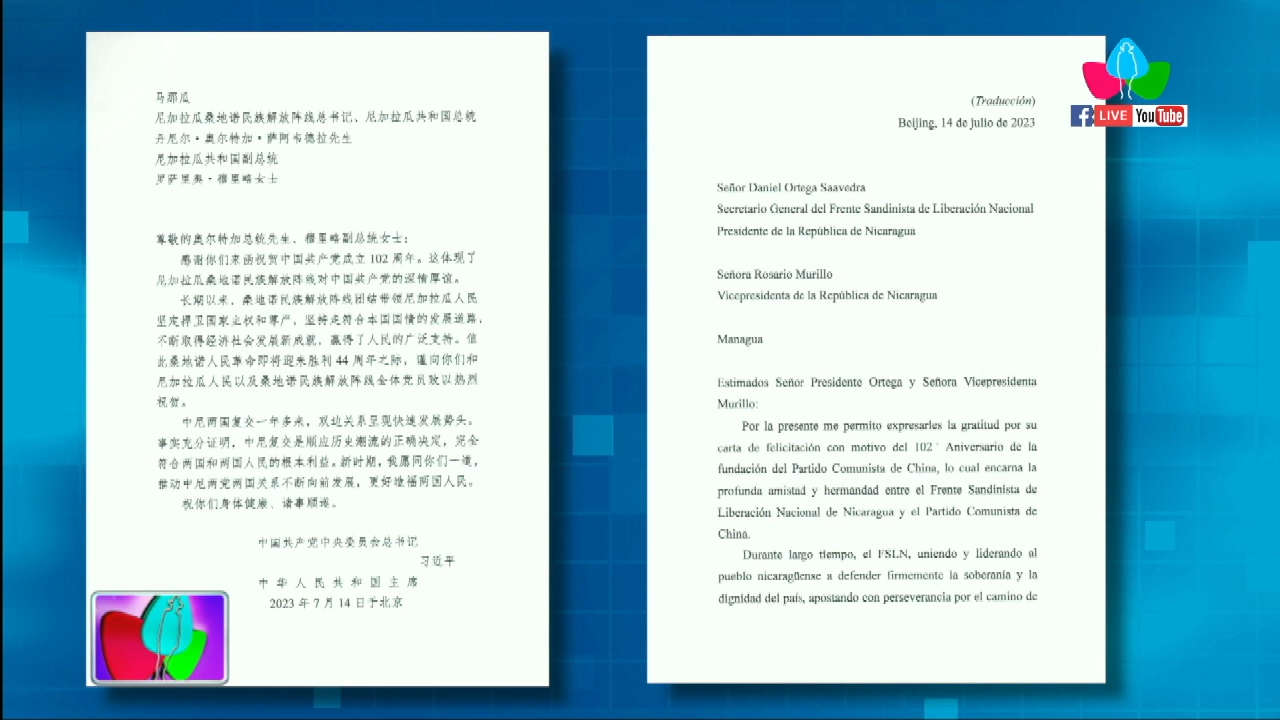 马那瓜
尼加拉瓜桑地诺民族解放阵线总书记、尼加拉瓜共和国总统
丹尼尔·奥尔特加·萨阿韦德拉先生
尼加拉瓜共和国副总统
罗萨里奥·穆里略女士
尊敬的奥尔特加总统先生、穆里略副总统女士：
感谢你们来函祝贺中国共产党成立 102 周年。这体现了
尼加拉瓜桑地诺民族解放阵线对中国共产党的深情厚谊。
长期以来，桑地诺民族解放阵线团结带领尼加拉瓜人民
坚定捍卫国家主权和尊严，坚持走符合本国国情的发展道路，
不断取得经济社会发展新成就，赢得了人民的广泛支持。值
此桑地诺人民革命即将迎来胜利 44 周年之际，谨向你们和
尼加拉瓜人民以及桑地诺民族解放阵线全体党员致以热烈
祝贺。
中尼两国复交一年多来，双边关系呈现快速发展势头。
事实充分证明，中尼复交是顺应历史潮流的正确决定，完全
符合两国和两国人民的根本利益。新时期，我愿同你们一道，
推动中尼两党两国关系不断向前发展，更好造福两国人民。
祝你们身体健康、诸事顺遂。
中国共产党中央委员会总书记
习近平
中华人民共和国主席
2023 年 7 月 14 日于北京
(Traducción)
Beijing, 14 de julio de 2023
Señor Daniel Ortega Saavedra
Secretario General del Frente Sandinista de Liberación Nacional
Presidente de la República de Nicaragua
Señora Rosario Murillo
Vicepresidenta de la República de Nicaragua
Managua
Estimados Señor Presidente Ortega y Señora Vicepresidenta
Murillo:
Por la presente me permito expresarles la gratitud por su
carta de felicitación con motivo del 102° Aniversario de la
fundación del Partido Comunista de China, lo cual encarna la
profunda amistad y hermandad entre el Frente Sandinista de
Liberación Nacional de Nicaragua y el Partido Comunista de
China.
Durante largo tiempo, el FSLN, uniendo y liderando al
pueblo nicaragüense a defender firmemente la soberanía y la
dignidad del país, apostando con perseverancia por el camino de
f LIVE YouTube